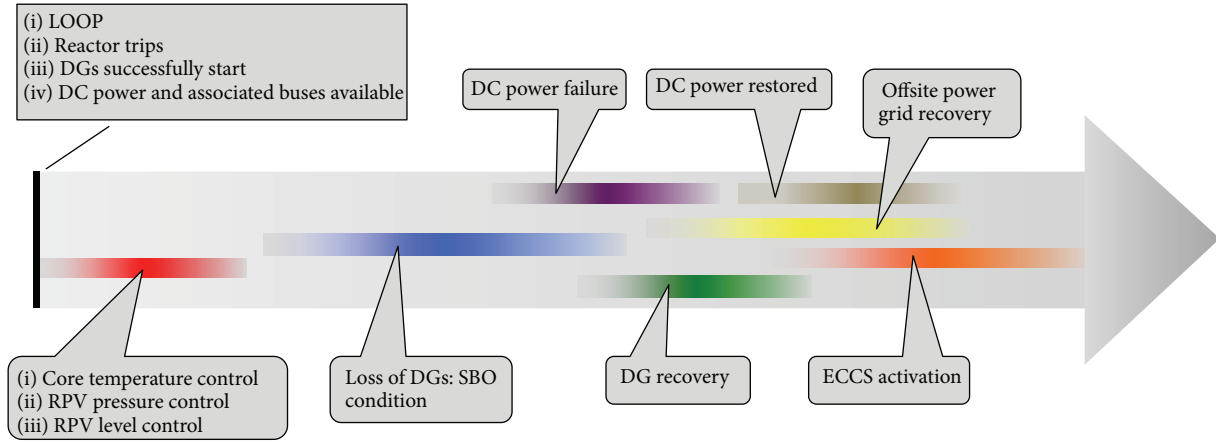 (i) LOOP
(ii) Reactor trips
(iii) DGs successfully start
(iv) DC power and associated buses available
DC power failure
DC power restored
Offsite power
grid recovery
(i) Core temperature control
(ii) RPV pressure control
(iii) RPV level control
Loss of DGs: SBO
condition
DG recovery
ECCS activation